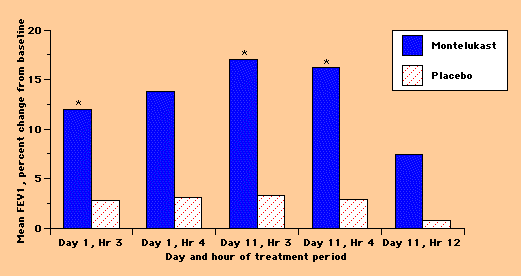 Mean FEV1, percent change from baseline
20
15
10
5
0
*
*
*
Montelukast
Placebo
Day 1, Hr 3
Day 1, Hr 4
Day 11, Hr 3
Day 11, Hr 4
Day 11, Hr 12
Day and hour of treatment period